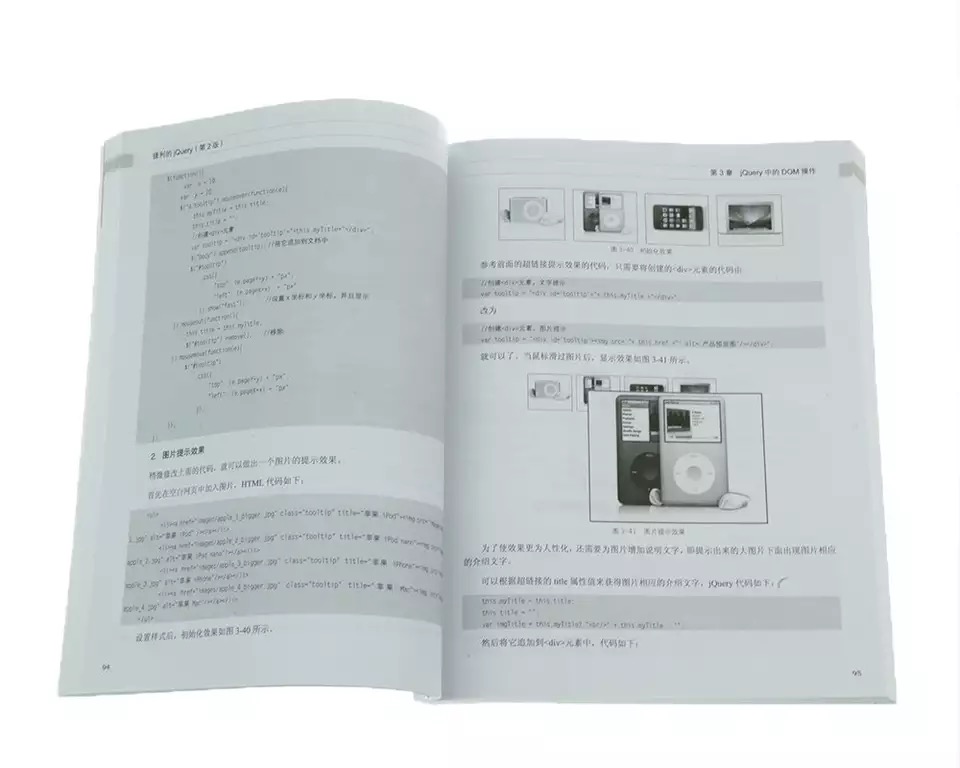 锋利的 jQuery（第 2 版）
$(function(){
var x = 10
var y = 20
$("a.tooltip").mouseover(function(e){
this.myTitle = this.title;
this.title = "";
//创建<div>元素
var tooltip = "<div id='tooltip'>"+this.myTitle+"</div>";
$("body").append(tooltip); //把它追加到文档中
$("#tooltip")
.css({
"top": (e.pageY+y) + "px",
"left": (e.pageX+x) + "px"
}).show("fast"); //设置 x 坐标和 y 坐标，并且显示
}).mouseout(function(){
this.title = this.myTitle;
$("#tooltip").remove(); //移除
}).mousemove(function(e){
$("#tooltip")
.css({
"top": (e.pageY+y) + "px"
"left": (e.pageX+x) + "px"
});
});
2. 图片提示效果
稍微修改上面的代码，就可以做出一个图片的提示效果。
首先在空白网页中加入图片，HTML 代码如下：
<ul>
<li><a href="images/apple_1_bigger.jpg" class="tooltip" title="苹果 iPod"><img
1.jpg" alt="苹果 iPod" /></a></li>
<li><a href="images/apple_2_bigger.jpg" class="tooltip" title="苹果 iPod nano"><img
apple_2.jpg" alt="苹果 iPod nano"/></a></li>
<li><a href="images/apple_3_bigger.jpg" class="tooltip" title="苹果 iPhone"><img
apple_3.jpg" alt="苹果 iPhone"/></a></li>
<li><a href="images/apple_4_bigger.jpg" class="tooltip" title="苹果 Mac"><img
apple_4.jpg" alt="苹果 Mac"/></a></li>
</ul>
设置样式后，初始化效果如图 3-40 所示。
94
第 3 章 jQuery 中的 DOM 操作
图 3-40 初始化效果
参考前面的超链接提示效果的代码，只需要将创建的<div>元素的代码由
//创建<div>元素，文字提示
var tooltip = "<div id='tooltip'>"+ this.myTitle +"</div>";
改为
//创建<div>元素，图片提示
var tooltip = "<div id='tooltip'><img src='"+ this.href +"' alt='产品预览图'/></div>";
就可以了。当鼠标滑过图片后，显示效果如图 3-41 所示。
图 3-41 图片提示效果
为了使效果更为人性化，还需要为图片增加说明文字，即提示出来的大图片下面出现图片相应
的介绍文字。
可以根据超链接的 title 属性值来获得图片相应的介绍文字，jQuery 代码如下：
this.myTitle = this.title;
this.title = "";
var imgTitle = this.myTitle? "<br/>" + this.myTitle : "";
然后将它追加到<div>元素中，代码如下：
95